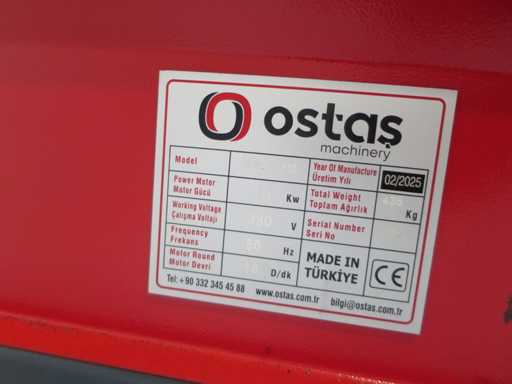 ostaş
machinery
Model
Year Of Manufacture
Üretim Yılı
02/2025
Power Motor
Motor Gücü
Kw
Total Weight
Toplam Ağırlık
Kg
Working Voltage
Çalışma Voltajı
V
Serial Number
Seri No
Frequency
Frekans
Hz
MADE IN
TÜRKİYE
CE
Motor Round
Motor Devri
D/dk
Tel: +90 332 345 45 88
www.ostas.com.tr
bilgi@ostas.com.tr